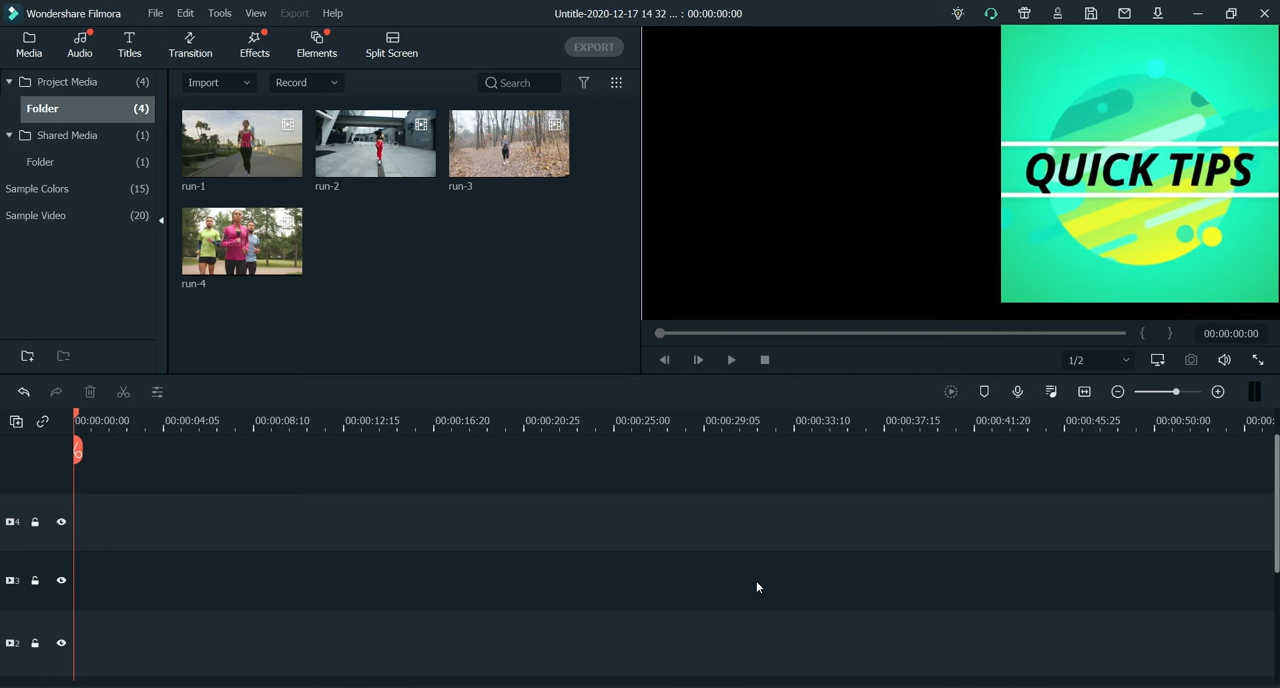 Wondershare Filmora File Edit Tools View Export Help Untitle-2020-12-17 14 32 ... : 00:00:00:00
Media Audio Titles Transition Effects Elements Split Screen EXPORT
Project Media (4)
Folder (4)
Shared Media (1)
Folder (1)
Sample Colors (15)
Sample Video (20)
Import Record Search
run-1 run-2 run-3
run-4
QUICK TIPS
{ } 00:00:00:00
1/2
00:00:00:00 00:00:04:05 00:00:08:10 00:00:12:15 00:00:16:20 00:00:20:25 00:00:25:00 00:00:29:05 00:00:33:10 00:00:37:15 00:00:41:20 00:00:45:25 00:00:50:00 00:00:
4
3
2